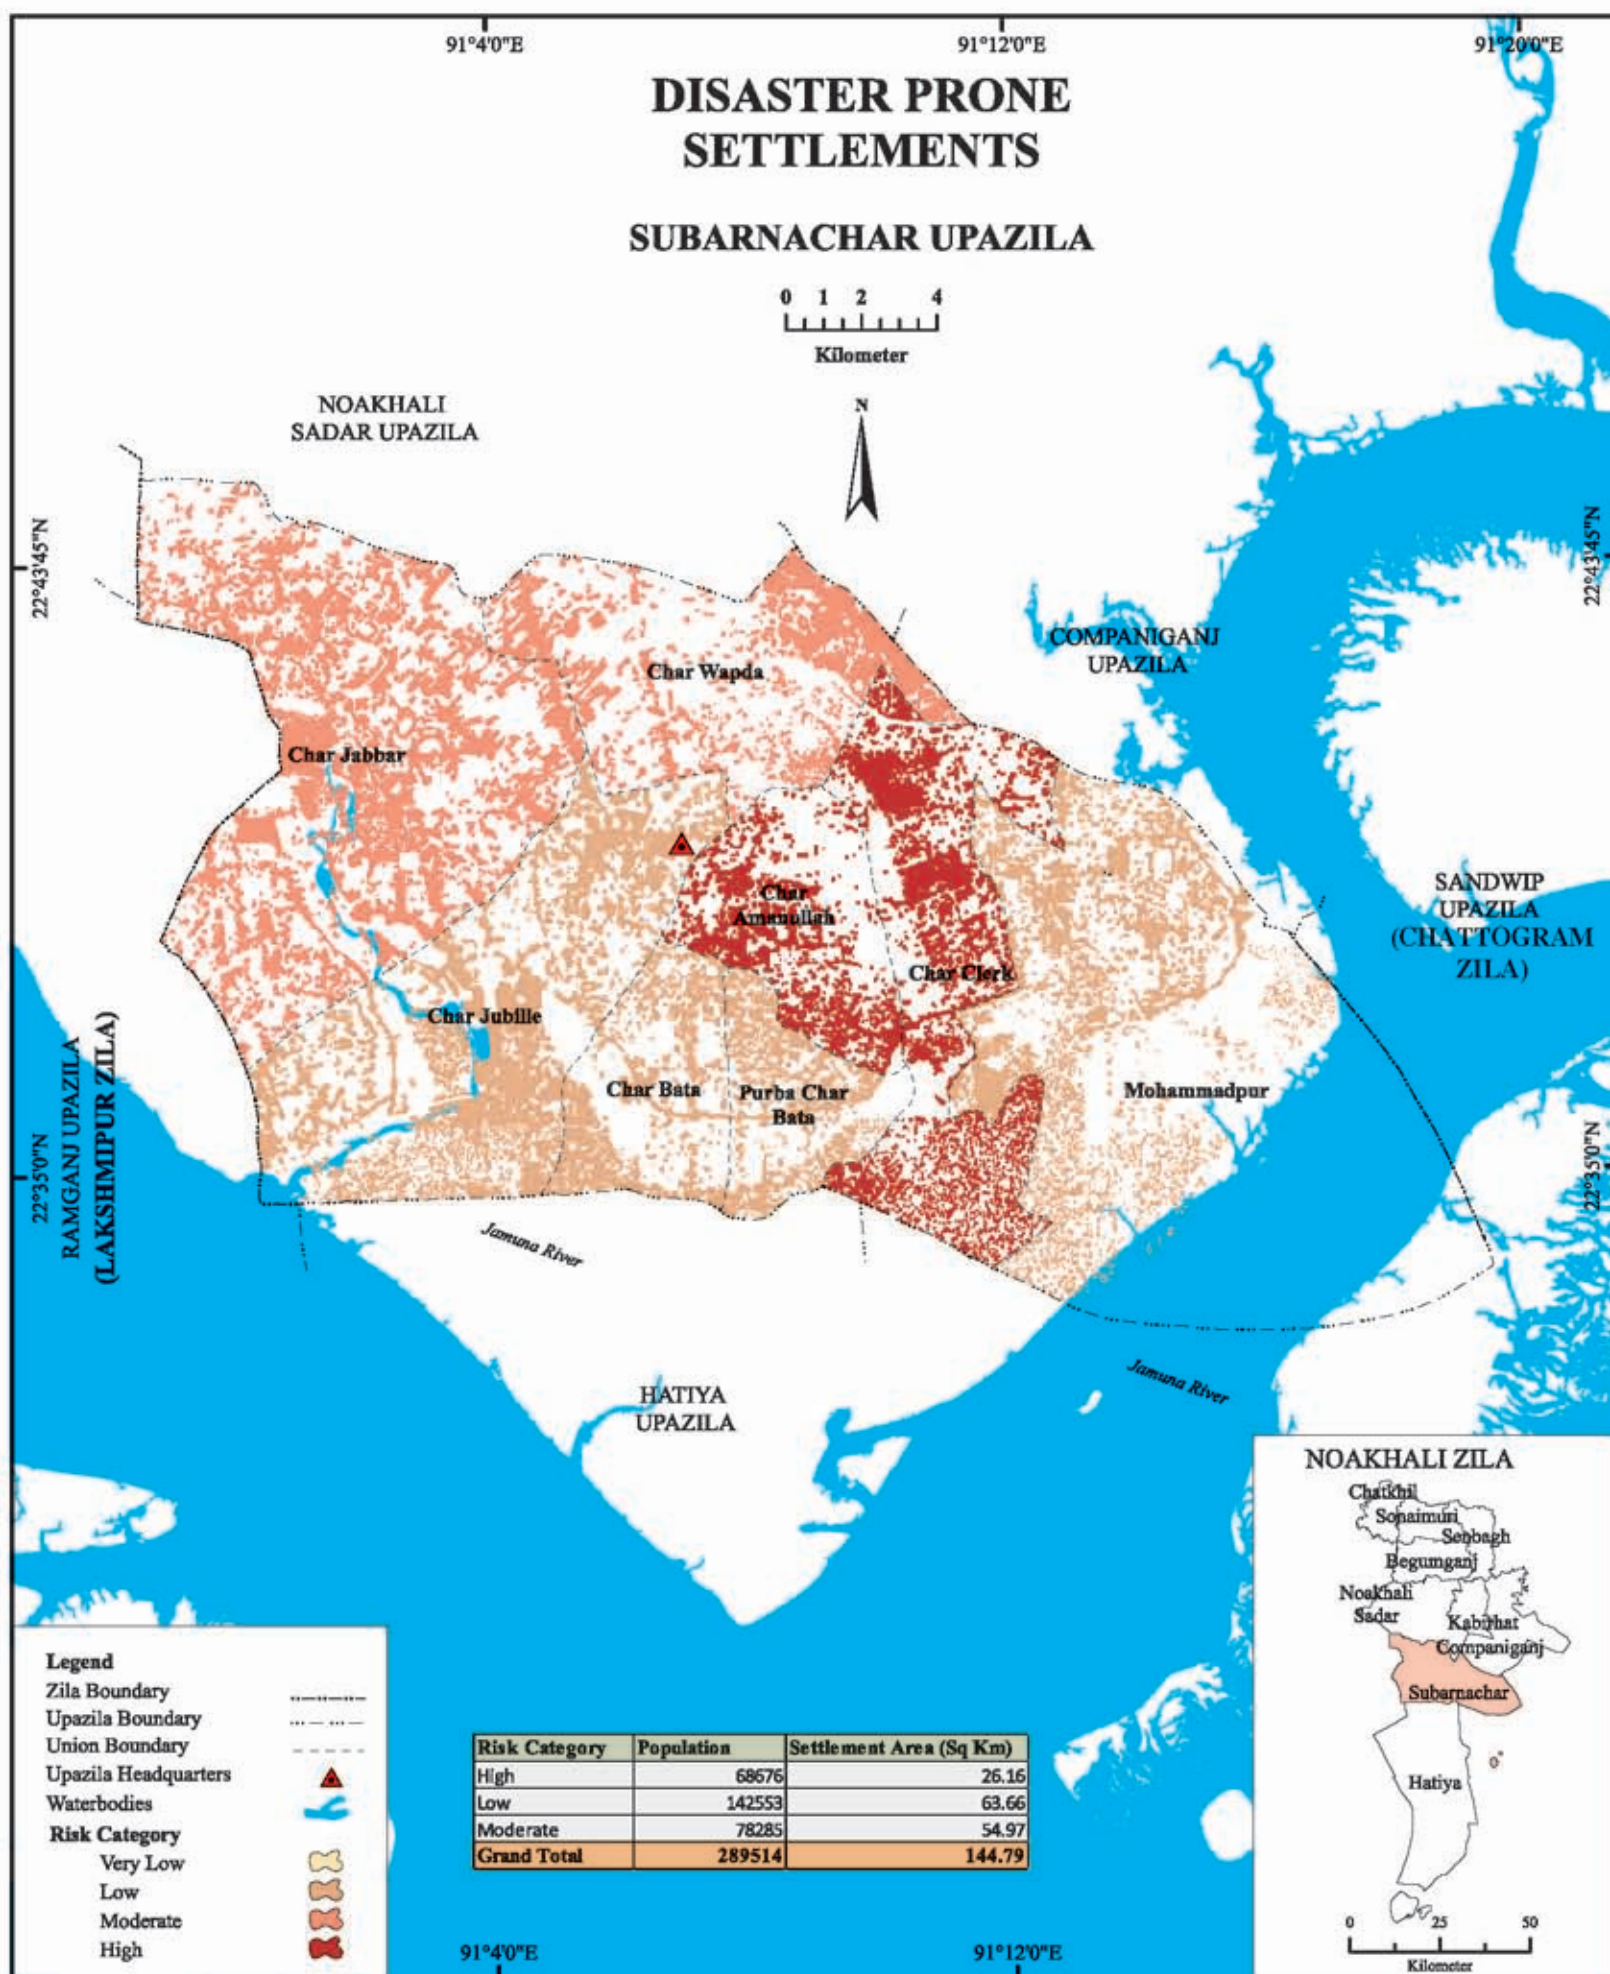 91°4'0"E
91°12'0"E
91°20'0"E
DISASTER PRONE
SETTLEMENTS
SUBARNACHAR UPAZILA
0 1 2 4
Kilometer
N
NOAKHALI
SADAR UPAZILA
22°43'45"N
22°43'45"N
COMPANIGANJ
UPAZILA
Char Wapda
Char Jabbar
Char
Amanullah
SANDWIP
UPAZILA
(CHATTOGRAM
ZILA)
Char Clerk
Char Jubille
Char Bata
Purba Char
Bata
Mohammadpur
22°35'0"N
22°35'0"N
RAMGANJ UPAZILA
(LAKSHMIPUR ZILA)
Jamuna River
Jamuna River
HATIYA
UPAZILA
NOAKHALI ZILA
Chatkhil
Sonaimuri
Senbagh
Begumganj
Noakhali
Sadar
Kabirhat
Companiganj
Subarnachar
Hatiya
0 25 50
Kilometer
Legend
Zila Boundary
Upazila Boundary
Union Boundary
Upazila Headquarters
Waterbodies
Risk Category
Very Low
Low
Moderate
High
Risk Category Population Settlement Area (Sq Km)
High 68676 26.16
Low 142553 63.66
Moderate 78285 54.97
Grand Total 289514 144.79
91°4'0"E
91°12'0"E